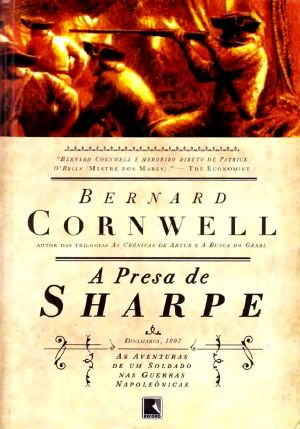 "Bernard Cornwell é herdeiro direto de Patrick
O'Brian [Mestre dos Mares]." — The Economist
Bernard
Cornwell
autor das trilogias As Crônicas de Artur e A Busca do Graal
A Presa de
Sharpe
Dinamarca, 1807
As Aventuras
de um Soldado
nas Guerras
Napoleônicas